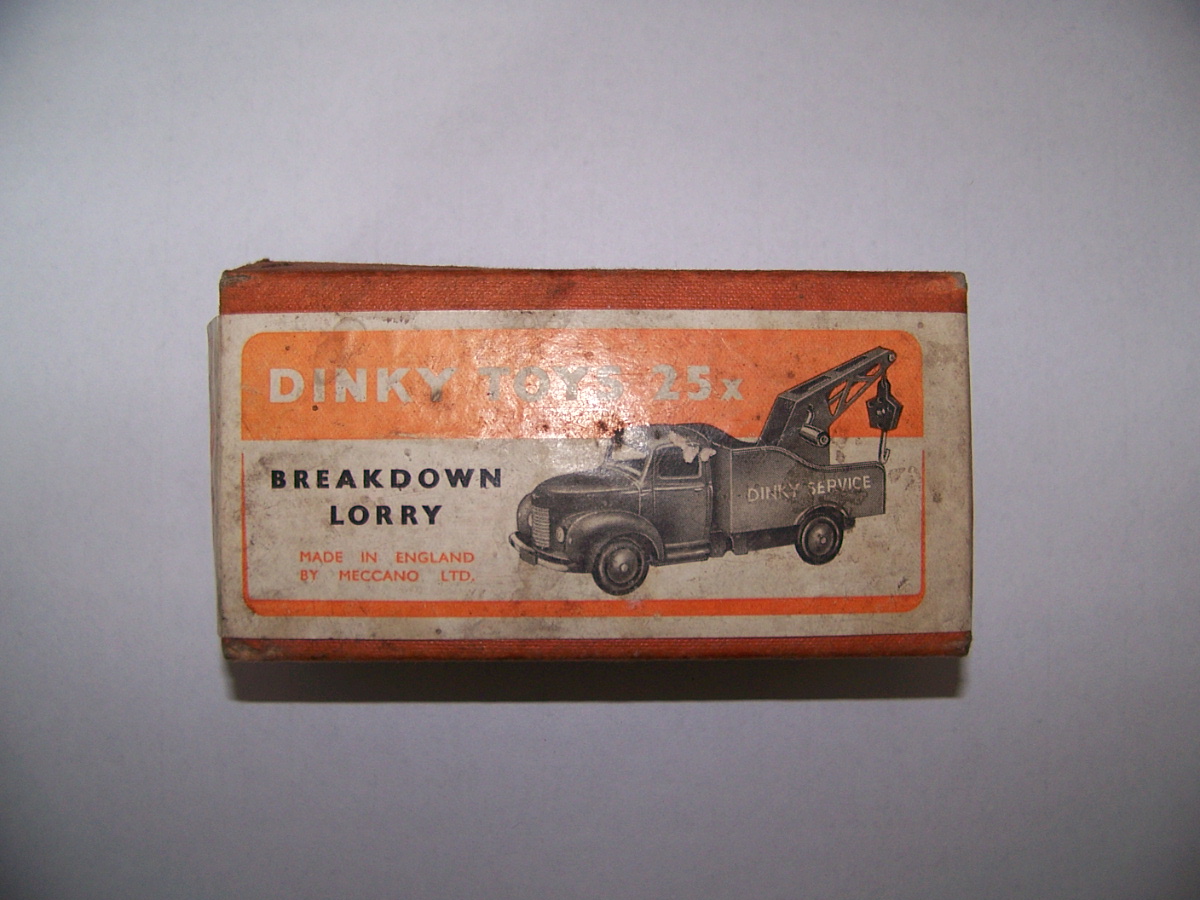 DINKY TOYS 25x
BREAKDOWN
LORRY
MADE IN ENGLAND
BY MECCANO LTD.
DINKY SERVICE